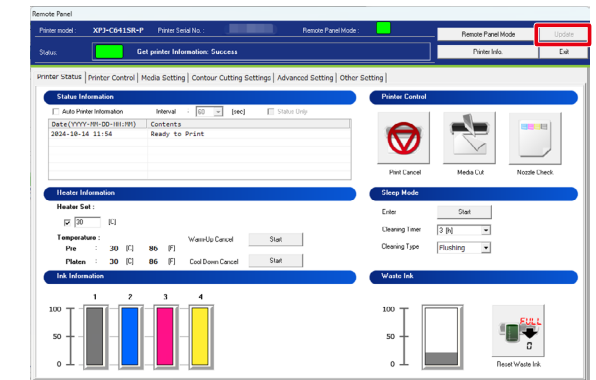 Remote Panel
Printer model : XPJ-C641SR-P Printer Serial No. : Remote Panel Mode : Remote Panel Mode Update
Status: Get printer Information: Success Printer Info. Exit
Printer Status Printer Control Media Setting Contour Cutting Settings Advanced Setting Other Setting
Status Information Printer Control
Auto Printer Information Interval : 60 [sec] Status Only
Date(YYYY-MM-DD-HH:MM) Contents
2024-10-14 11:54 Ready to Print
Print Cancel Media Cut Nozzle Check
Heater Information Sleep Mode
Heater Set :
30 [C]
Enter Start
Temperature :
Pre : 30 [C] 86 [F] Warm-Up Cancel Start
Platen : 30 [C] 86 [F] Cool Down Cancel Start
Cleaning Timer 3 [h]
Cleaning Type Flushing
Ink Information Waste Ink
1 2 3 4
100 100
50 50
0 0
FULL
0
Reset Waste Ink